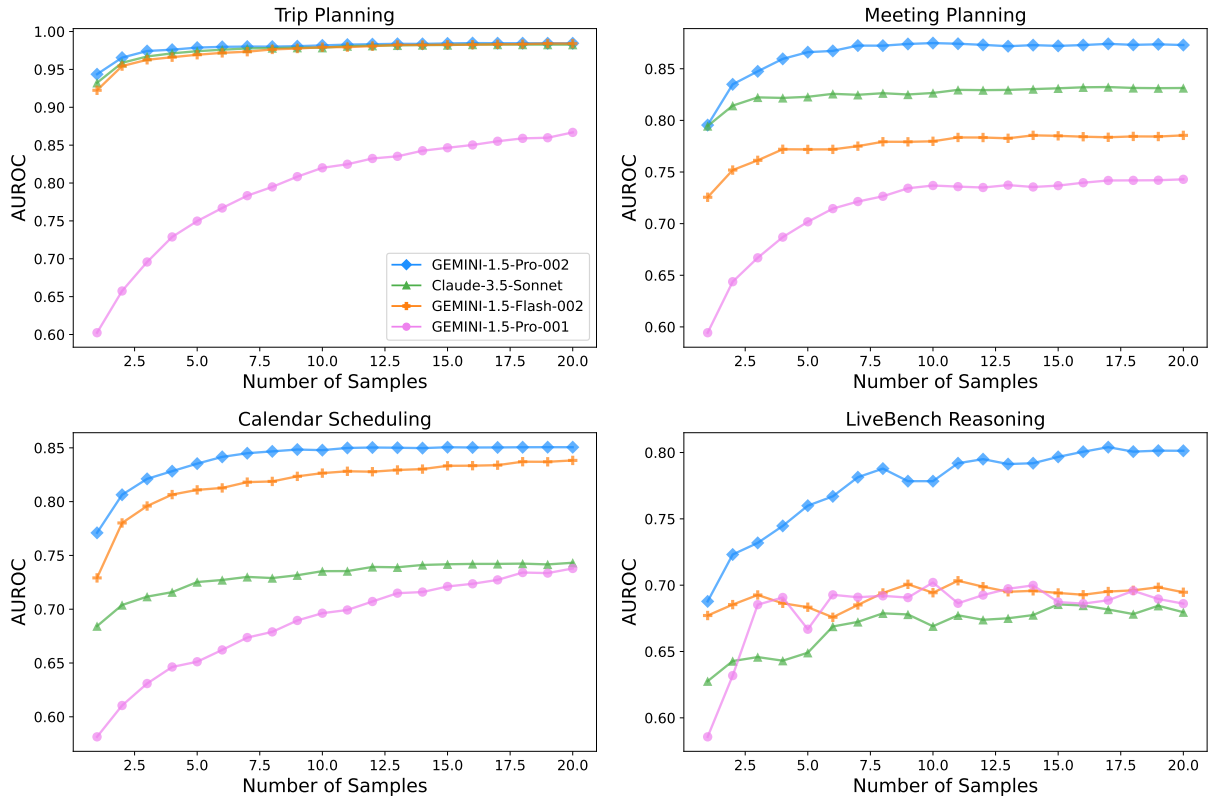 Trip Planning
AUROC
1.00
0.95
0.90
0.85
0.80
0.75
0.70
0.65
0.60
2.5 5.0 7.5 10.0 12.5 15.0 17.5 20.0
Number of Samples
GEMINI-1.5-Pro-002
Claude-3.5-Sonnet
GEMINI-1.5-Flash-002
GEMINI-1.5-Pro-001
Meeting Planning
AUROC
0.85
0.80
0.75
0.70
0.65
0.60
2.5 5.0 7.5 10.0 12.5 15.0 17.5 20.0
Number of Samples
Calendar Scheduling
AUROC
0.85
0.80
0.75
0.70
0.65
0.60
2.5 5.0 7.5 10.0 12.5 15.0 17.5 20.0
Number of Samples
LiveBench Reasoning
AUROC
0.80
0.75
0.70
0.65
0.60
2.5 5.0 7.5 10.0 12.5 15.0 17.5 20.0
Number of Samples